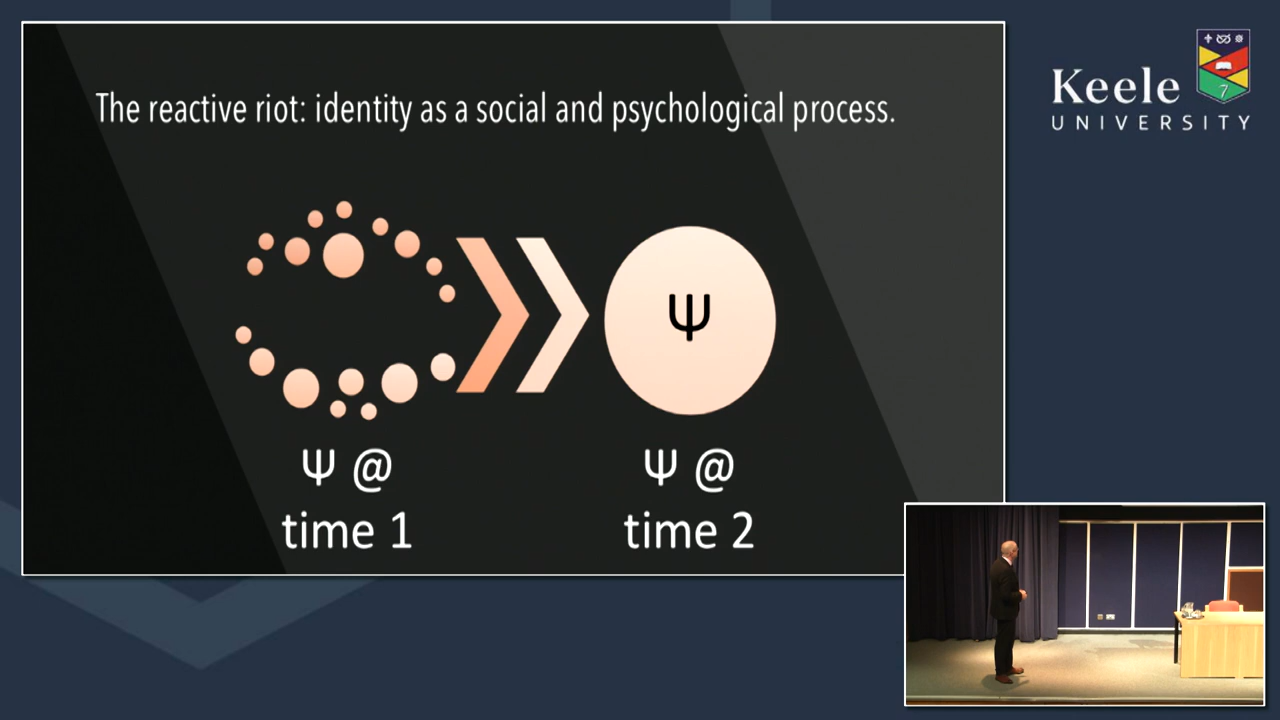 The reactive riot: identity as a social and psychological process.
Ψ
Ψ @
time 1
Ψ @
time 2
Keele
UNIVERSITY